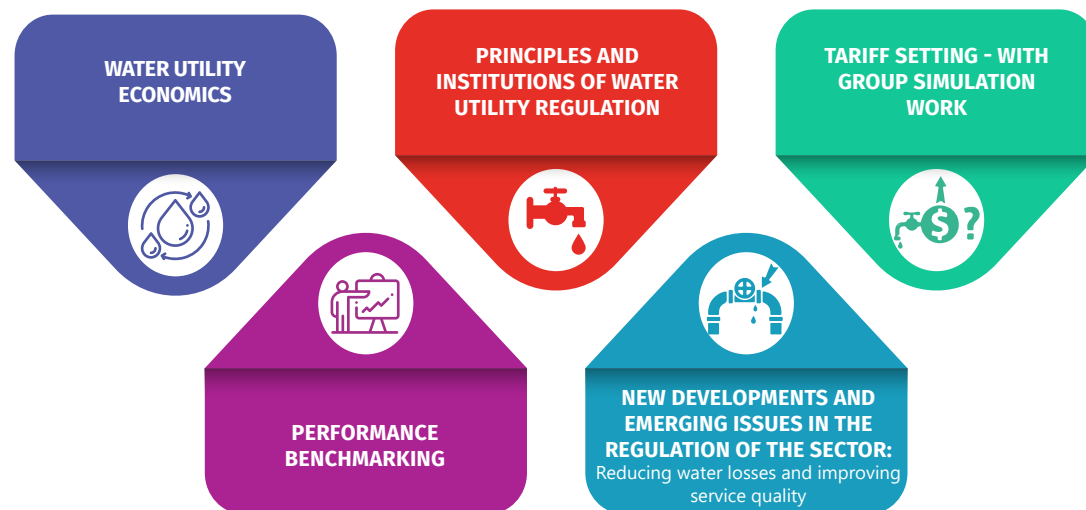 WATER UTILITY
ECONOMICS
PRINCIPLES AND
INSTITUTIONS OF WATER
UTILITY REGULATION
TARIFF SETTING - WITH
GROUP SIMULATION
WORK
$ ?
PERFORMANCE
BENCHMARKING
NEW DEVELOPMENTS AND
EMERGING ISSUES IN THE
REGULATION OF THE SECTOR:
Reducing water losses and improving
service quality